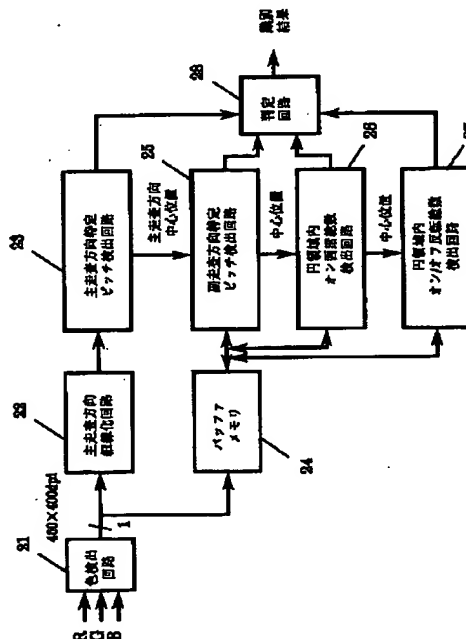 R
G
B
21
色検出
回路
400×400dpi
1
22
主走査方向
粗線化回路
23
主走査方向特定
ピッチ検出回路
主走査方向
中心位置
24
バッファ
メモリ
25
副走査方向特定
ピッチ検出回路
中心位置
26
円領域内
オン画素総数
検出回路
中心位置
円領域内
オン/オフ反転総数
検出回路
28
判定
回路
識別
結果